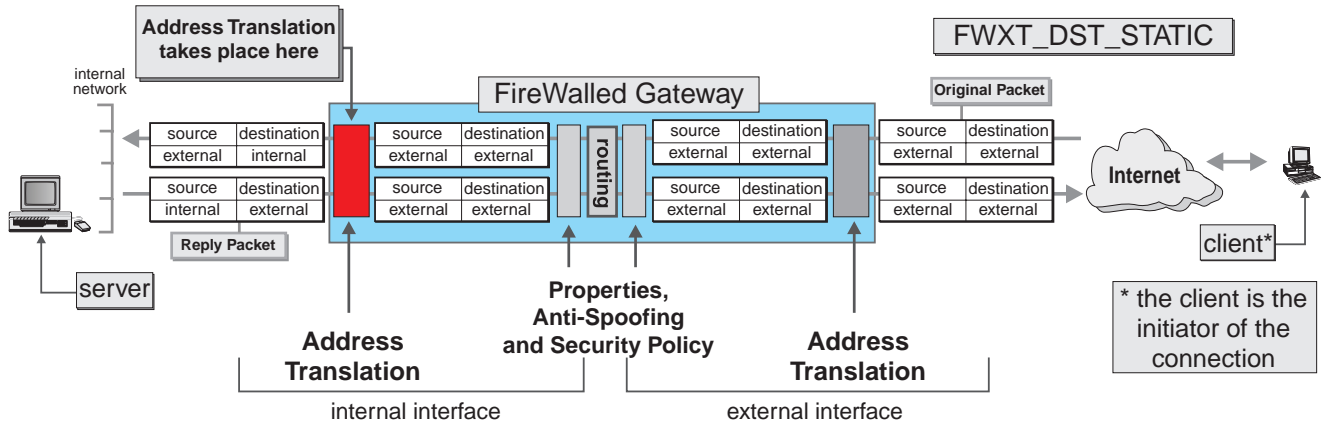 Address Translation
takes place here
FWXT_DST_STATIC
internal
network
FireWalled Gateway
Original Packet
source destination
external internal
source destination
external external
routing
source destination
external external
source destination
external external
Internet
source destination
internal external
source destination
external external
source destination
external external
source destination
external external
Reply Packet
client*
server
Properties,
Anti-Spoofing
and Security Policy
Address
Translation
Address
Translation
* the client is the
initiator of the
connection
internal interface
external interface